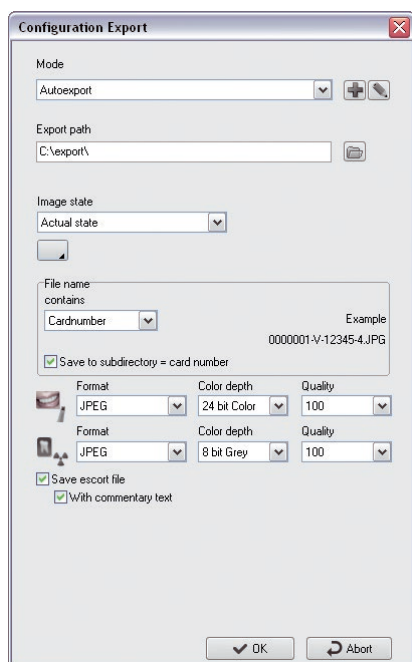 Configuration Export
Mode
Autoexport
Export path
C:\export\
Image state
Actual state
File name
contains
Cardnumber
Example
0000001-V-12345-4.JPG
Save to subdirectory = card number
Format Color depth Quality
JPEG 24 bit Color 100
Format Color depth Quality
JPEG 8 bit Grey 100
Save escort file
With commentary text
OK Abort